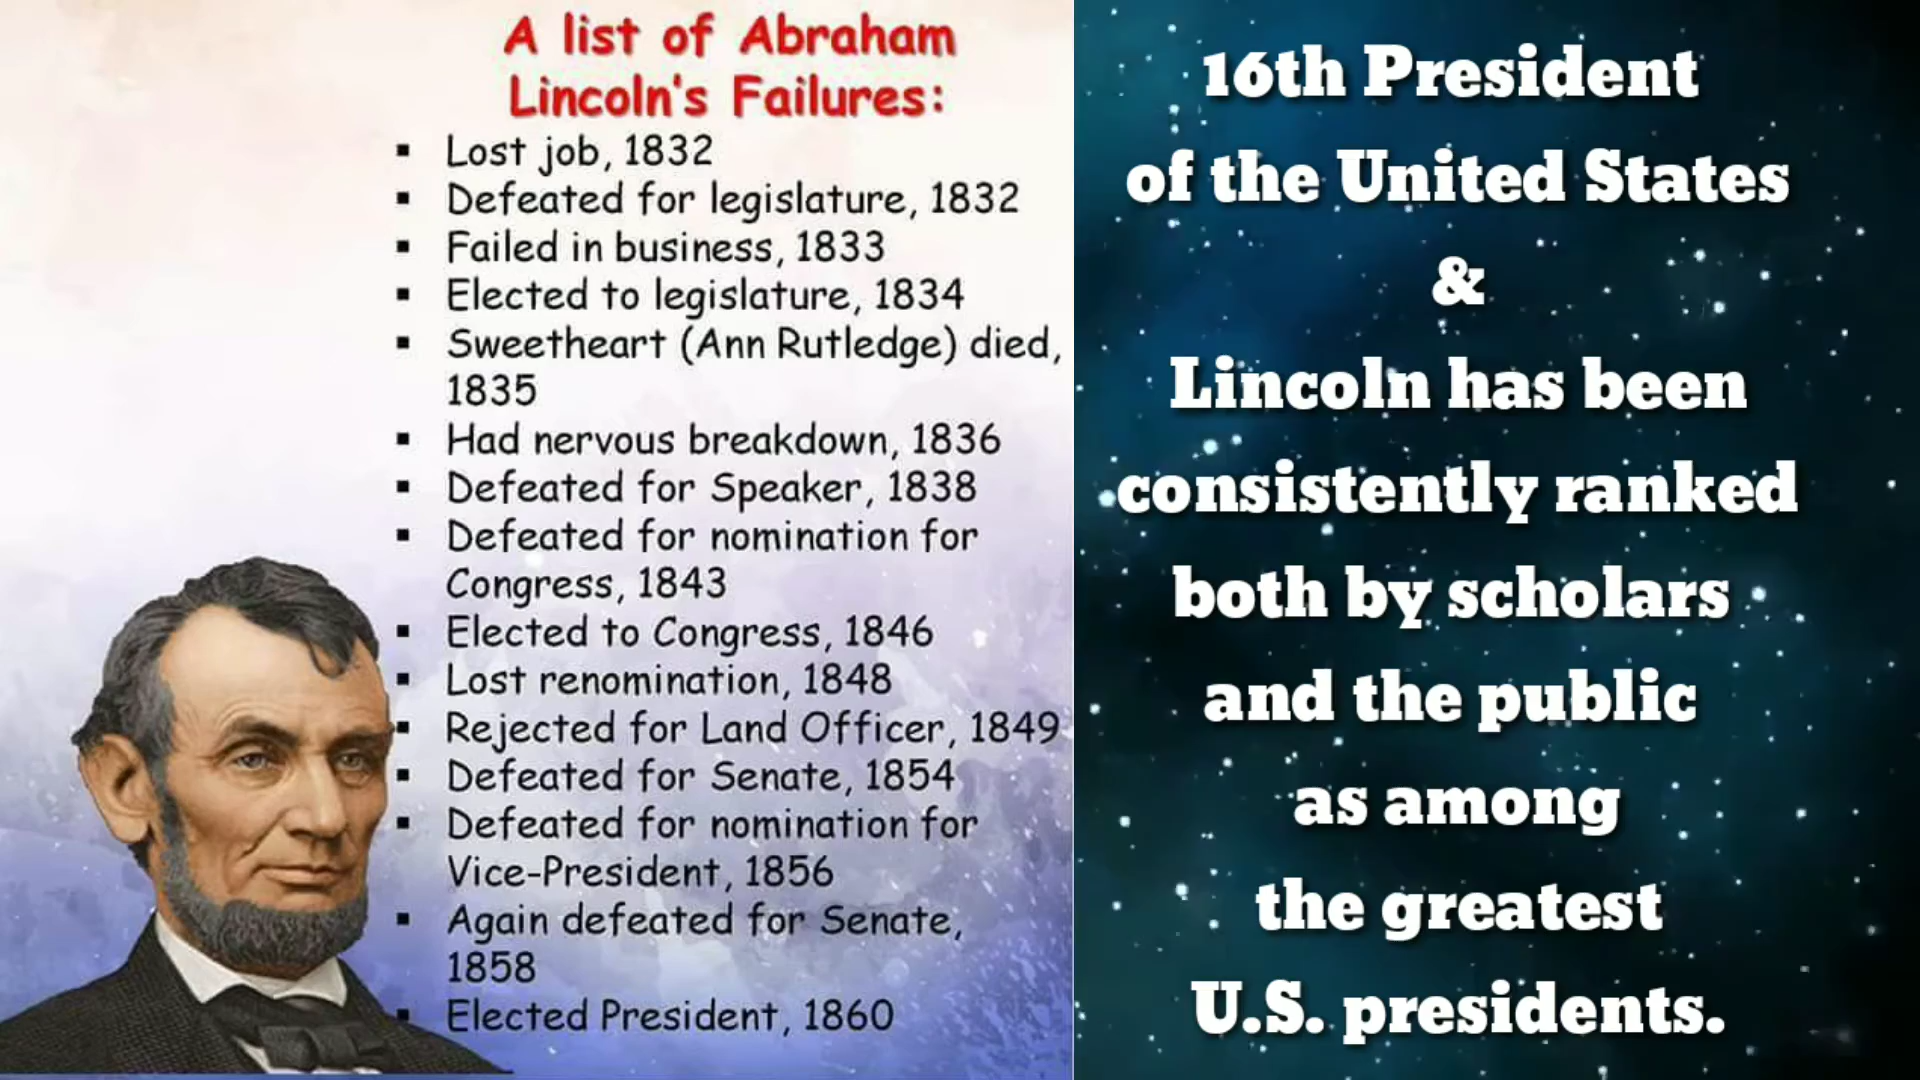 A list of Abraham
Lincoln's Failures:
▪ Lost job, 1832
▪ Defeated for legislature, 1832
▪ Failed in business, 1833
▪ Elected to legislature, 1834
▪ Sweetheart (Ann Rutledge) died,
1835
▪ Had nervous breakdown, 1836
▪ Defeated for Speaker, 1838
▪ Defeated for nomination for
Congress, 1843
▪ Elected to Congress, 1846
▪ Lost renomination, 1848
▪ Rejected for Land Officer, 1849
▪ Defeated for Senate, 1854
▪ Defeated for nomination for
Vice-President, 1856
▪ Again defeated for Senate,
1858
▪ Elected President, 1860
16th President
of the United States
&
Lincoln has been
consistently ranked
both by scholars
and the public
as among
the greatest
U.S. presidents.